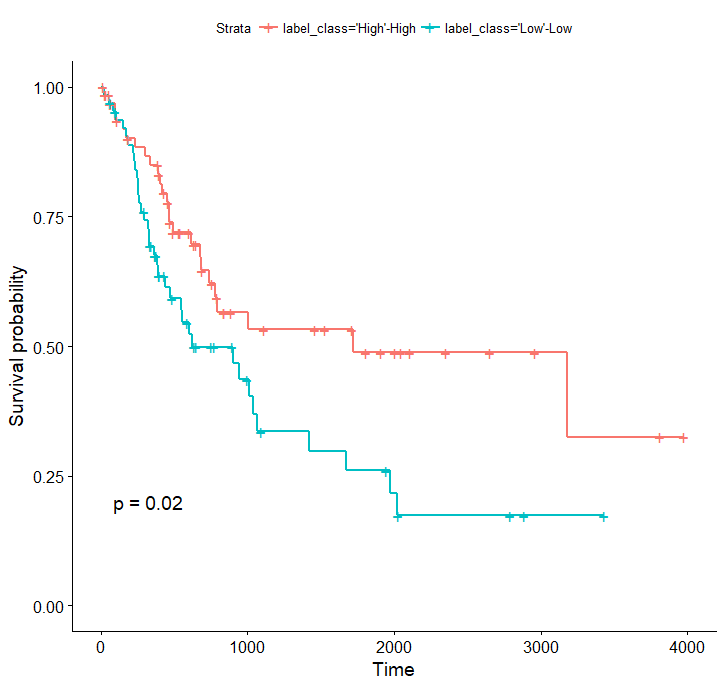 Strata label_class='High'-High label_class='Low'-Low
1.00
0.75
0.50
0.25
0.00
Survival probability
p = 0.02
0 1000 2000 3000 4000
Time